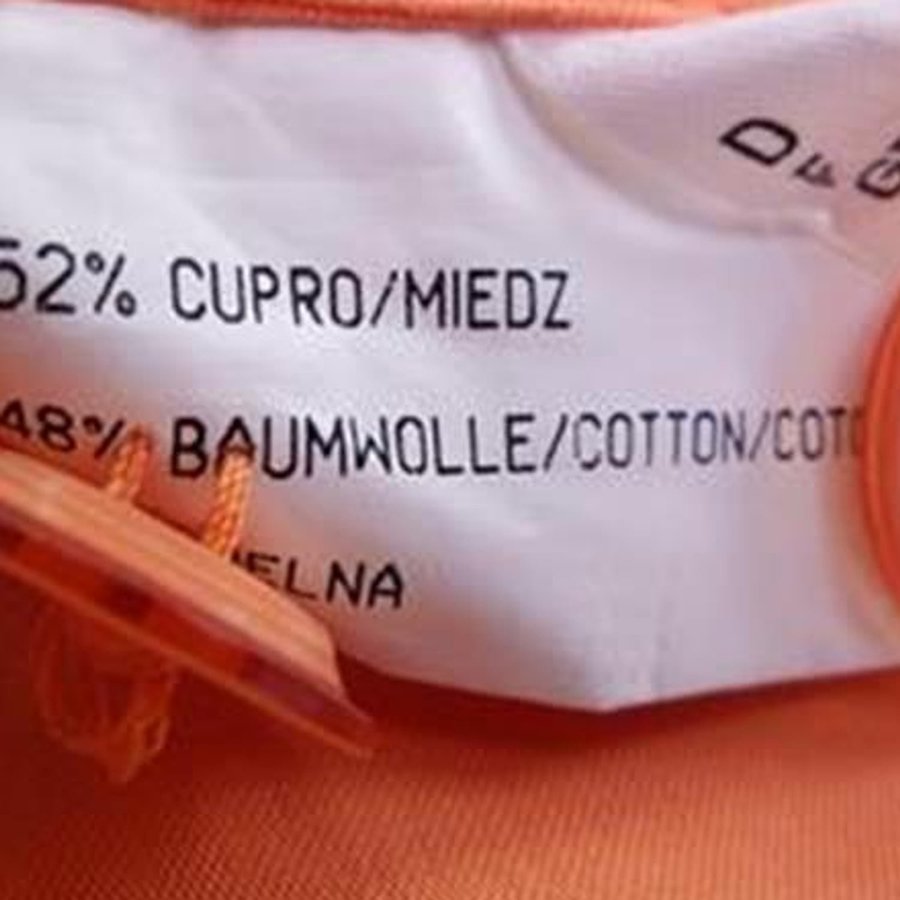 52% CUPRO/MIEDZ
48% BAUMWOLLE/COTTON/COT
ELNA
D
F